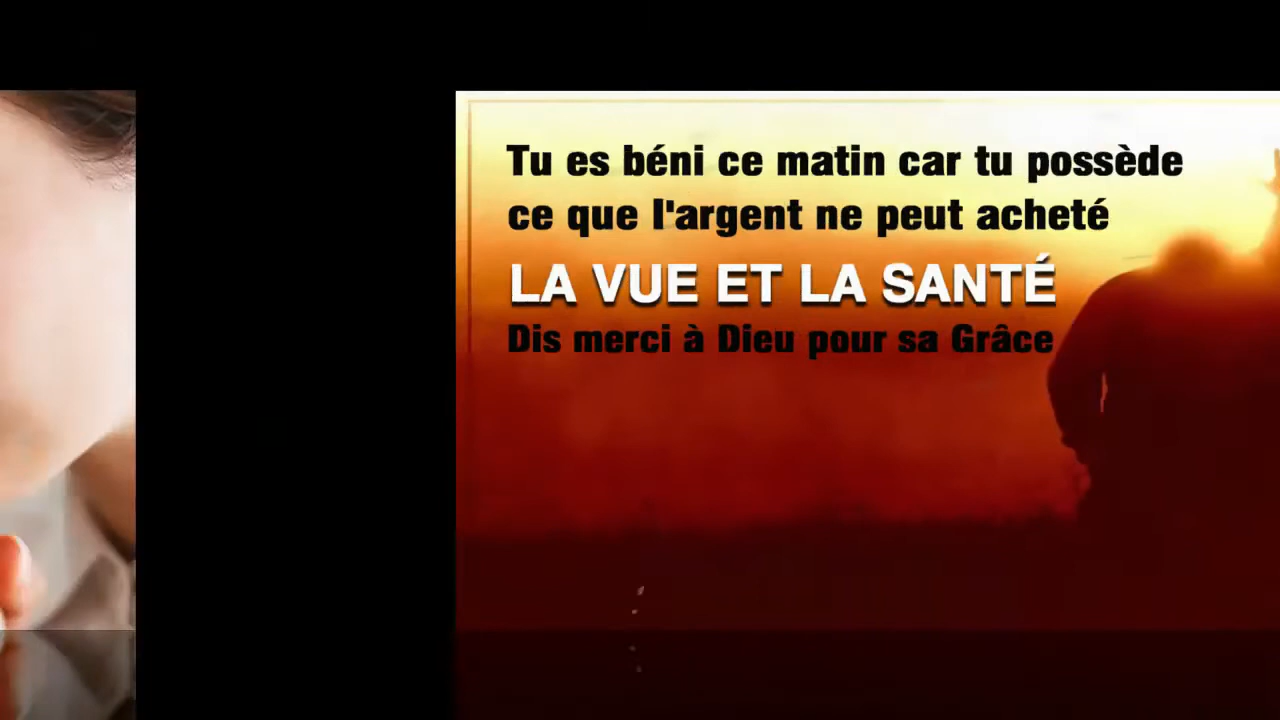 Tu es béni ce matin car tu possède
ce que l'argent ne peut acheté
LA VUE ET LA SANTÉ
Dis merci à Dieu pour sa Grâce